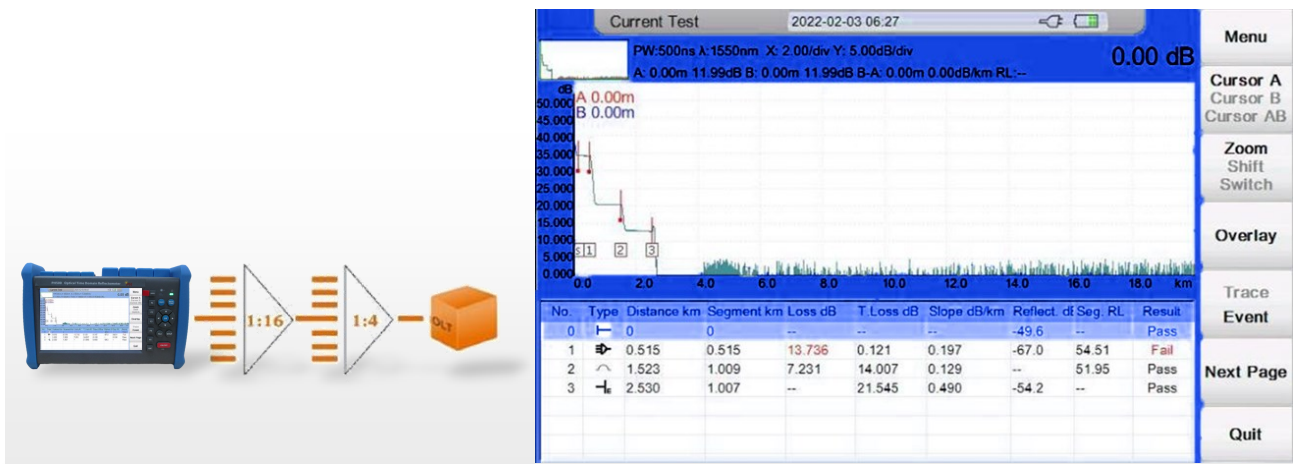 1:16
1:4
OLT
Current Test
2022-02-03 06:27
PW:500ns λ:1550nm X: 2.00/div Y: 5.00dB/div
0.00 dB
A: 0.00m 11.99dB B: 0.00m 11.99dB B-A: 0.00m 0.00dB/km RL:--
dB
A 0.00m
B 0.00m
50.000
45.000
40.000
35.000
30.000
25.000
20.000
15.000
10.000
5.000
0.000
S 1 2 3
0.0 2.0 4.0 6.0 8.0 10.0 12.0 14.0 16.0 18.0 km
No. Type Distance km Segment km Loss dB T.Loss dB Slope dB/km Reflect. dB Seg. RL Result
0 0 0 -- -- -- -49.6 -- Pass
1 0.515 0.515 13.736 0.121 0.197 -67.0 54.51 Fail
2 1.523 1.009 7.231 14.007 0.129 -- 51.95 Pass
3 2.530 1.007 -- 21.545 0.490 -54.2 -- Pass
Menu
Cursor A
Cursor B
Cursor AB
Zoom
Shift
Switch
Overlay
Trace
Event
Next Page
Quit